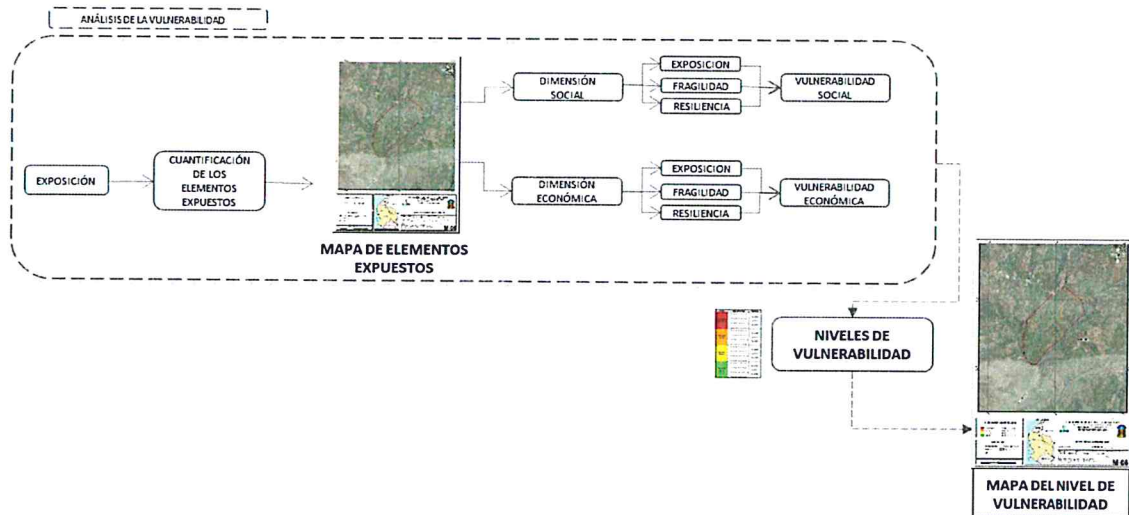 ANÁLISIS DE LA VULNERABILIDAD
EXPOSICIÓN
CUANTIFICACIÓN
DE LOS
ELEMENTOS
EXPUESTOS
MAPA DE ELEMENTOS
EXPUESTOS
DIMENSIÓN
SOCIAL
EXPOSICION
FRAGILIDAD
RESILIENCIA
VULNERABILIDAD
SOCIAL
DIMENSIÓN
ECONÓMICA
EXPOSICION
FRAGILIDAD
RESILIENCIA
VULNERABILIDAD
ECONÓMICA
NIVELES DE
VULNERABILIDAD
MAPA DEL NIVEL DE
VULNERABILIDAD